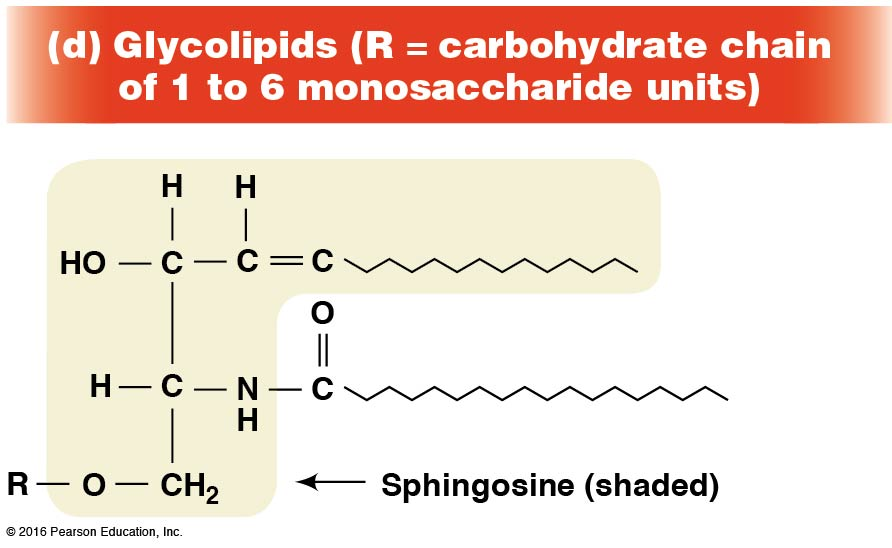 (d) Glycolipids (R = carbohydrate chain
of 1 to 6 monosaccharide units)
H H
HO C C C
O
H C N C
H
R O CH₂ Sphingosine (shaded)
© 2016 Pearson Education, Inc.